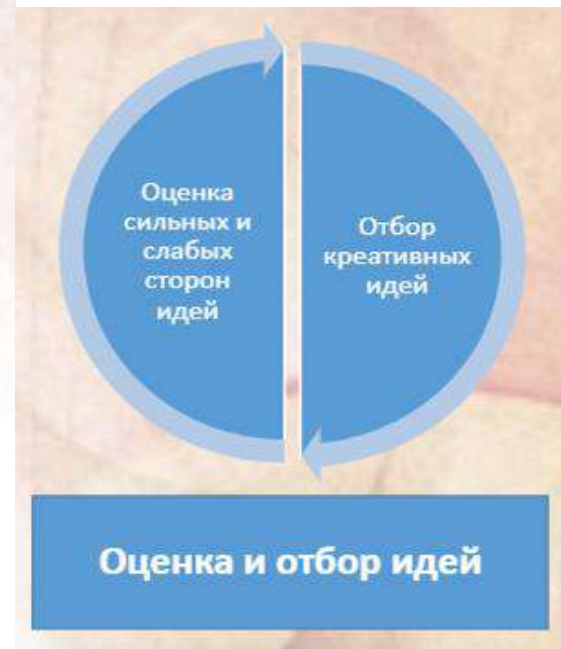 Оценка
сильных и
слабых
сторон
идей
Отбор
креативных
идей
Оценка и отбор идей